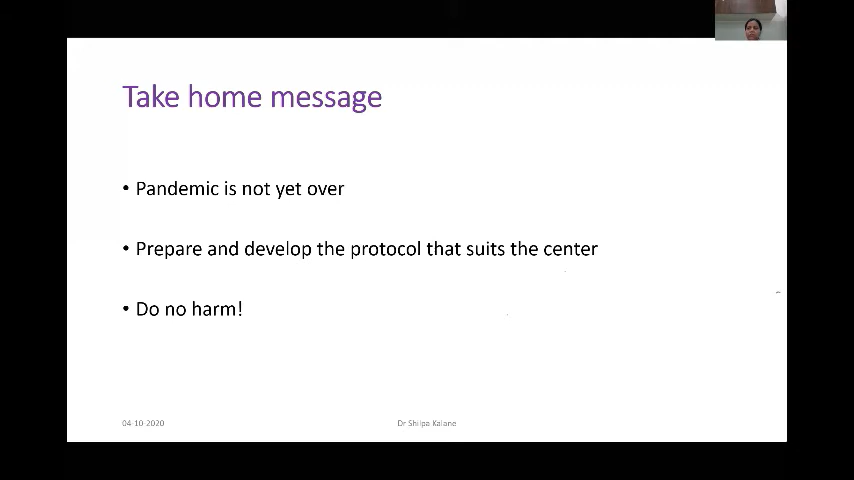 Take home message
• Pandemic is not yet over
• Prepare and develop the protocol that suits the center
• Do no harm!
04-10-2020
Dr Shilpa Kalane